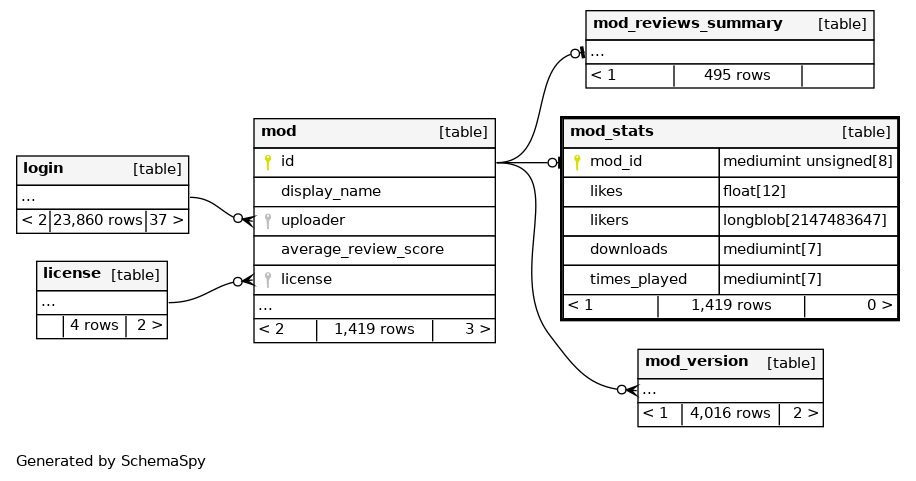 mod_reviews_summary [table]
...
< 1 495 rows
mod [table]
id
display_name
uploader
average_review_score
license
...
< 2 1,419 rows 3 >
mod_stats [table]
mod_id mediumint unsigned[8]
likes float[12]
likers longblob[2147483647]
downloads mediumint[7]
times_played mediumint[7]
< 1 1,419 rows 0 >
login [table]
...
< 2 23,860 rows 37 >
license [table]
...
4 rows 2 >
mod_version [table]
...
< 1 4,016 rows 2 >
Generated by SchemaSpy